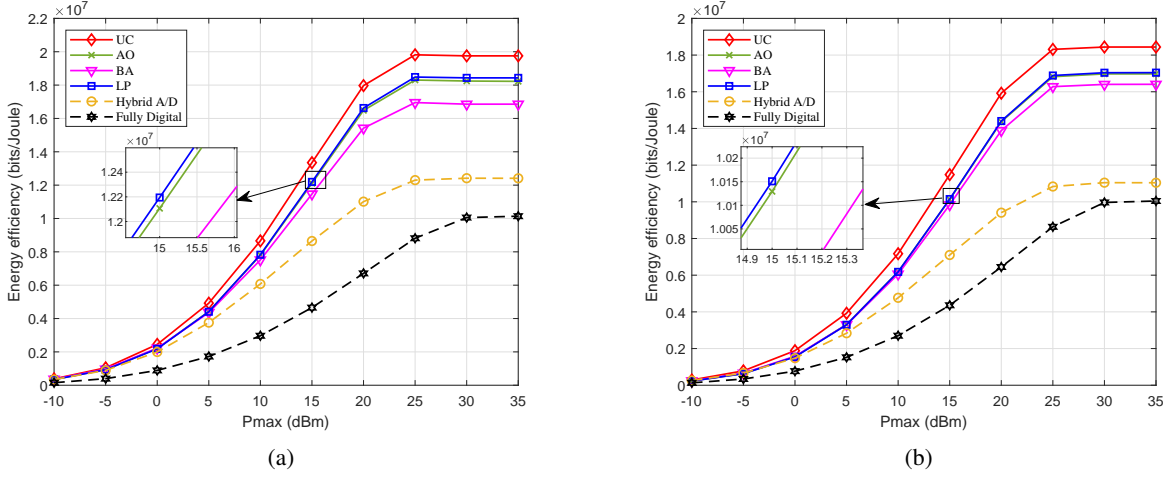 ×10⁷
2.2
2
1.8
1.6
1.4
1.2
1
0.8
0.6
0.4
0.2
0
Energy efficiency (bits/Joule)
UC
AO
BA
LP
Hybrid A/D
Fully Digital
×10⁷
1.24
1.22
1.2
15 15.5 16
-10 -5 0 5 10 15 20 25 30 35
Pmax (dBm)
(a)
×10⁷
2
1.8
1.6
1.4
1.2
1
0.8
0.6
0.4
0.2
0
Energy efficiency (bits/Joule)
UC
AO
BA
LP
Hybrid A/D
Fully Digital
×10⁷
1.02
1.015
1.01
1.005
14.9 15 15.1 15.2 15.3
-10 -5 0 5 10 15 20 25 30 35
Pmax (dBm)
(b)